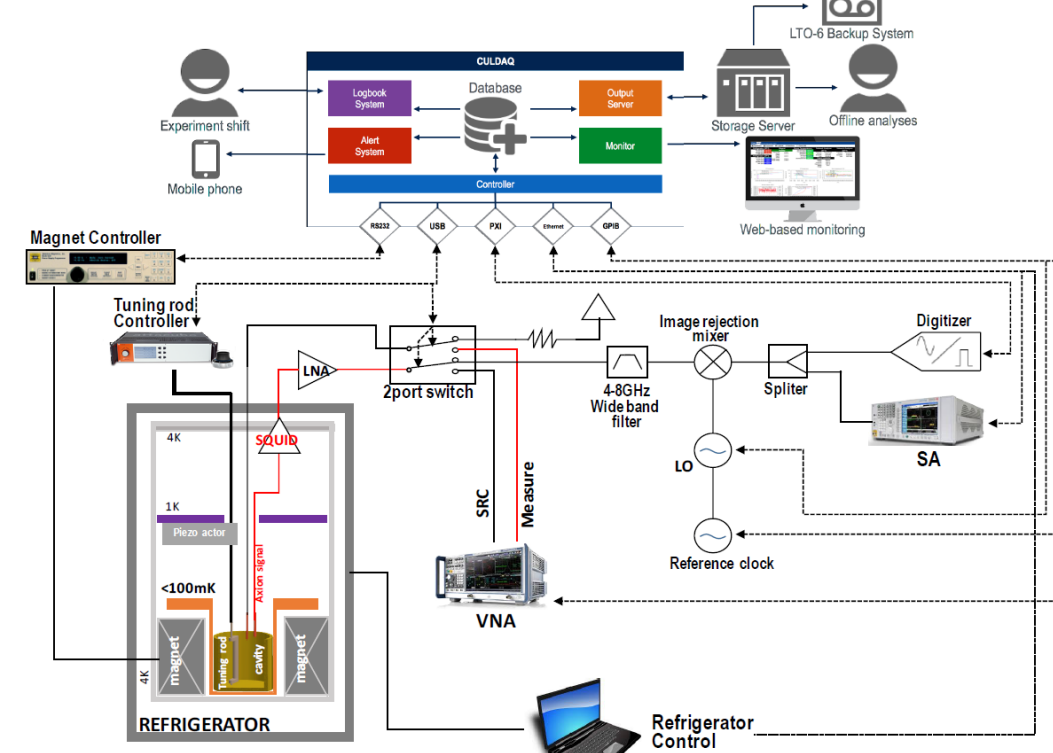 LTO-6 Backup System
CULDAQ
Logbook
System
Database
Output
Server
Experiment shift
Storage Server
Offline analyses
Alert
System
Monitor
Mobile phone
Controller
RS232
USB
PXI
Ethernet
GPIB
Web-based monitoring
Magnet Controller
Tuning rod
Controller
Image rejection
mixer
Digitizer
LNA
2port switch
4-8GHz
Wide band
filter
Spliter
4K
SQUID
SA
LO
1K
Piezo actor
SRC
Measure
Axion signal
Reference clock
<100mK
VNA
magnet
Tuning rod
cavity
magnet
4K
REFRIGERATOR
Refrigerator
Control